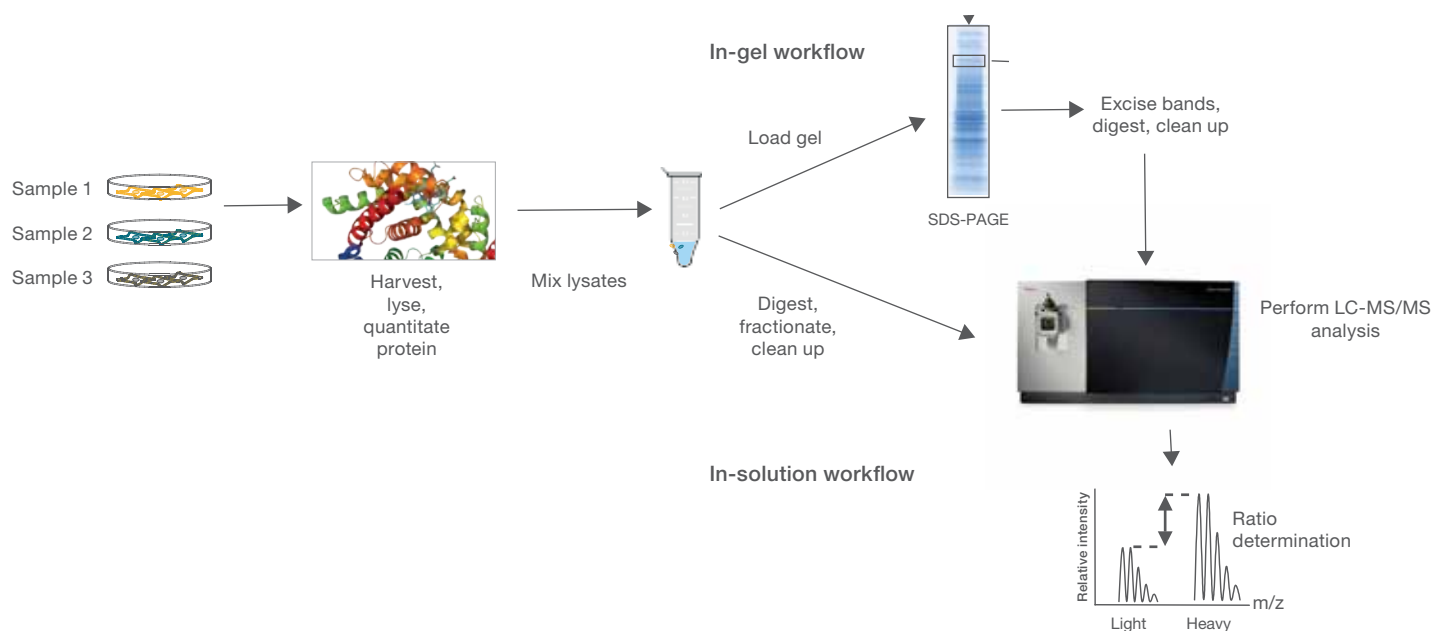 In-gel workflow
Sample 1
Sample 2
Sample 3
Harvest,
lyse,
quantitate
protein
Mix lysates
Load gel
SDS-PAGE
Excise bands,
digest, clean up
Digest,
fractionate,
clean up
Perform LC-MS/MS
analysis
In-solution workflow
Relative intensity
Ratio
determination
m/z
Light
Heavy